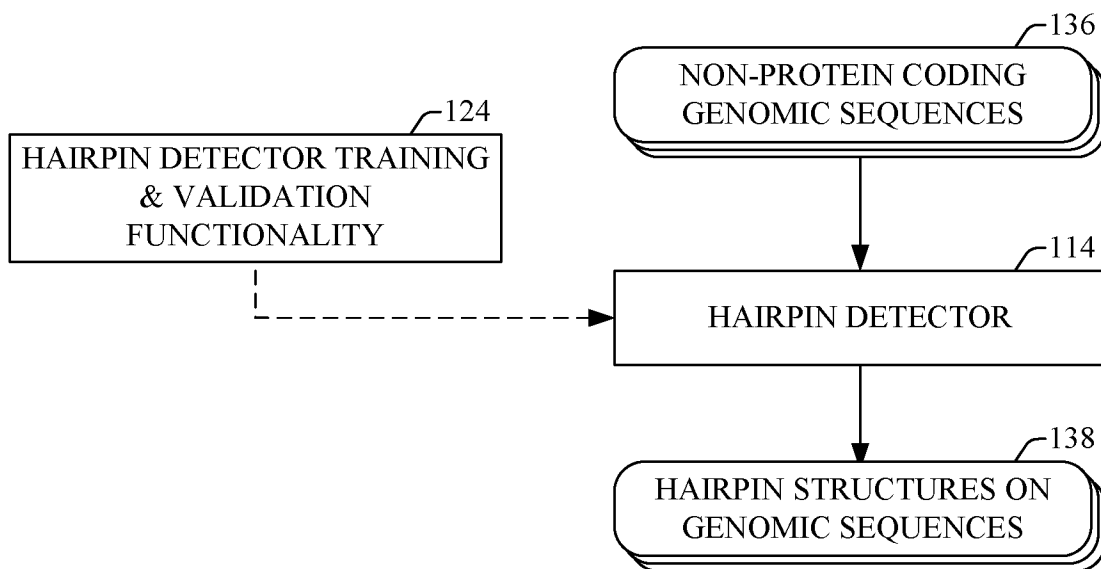 136
NON-PROTEIN CODING
GENOMIC SEQUENCES
124
HAIRPIN DETECTOR TRAINING
& VALIDATION
FUNCTIONALITY
114
HAIRPIN DETECTOR
138
HAIRPIN STRUCTURES ON
GENOMIC SEQUENCES